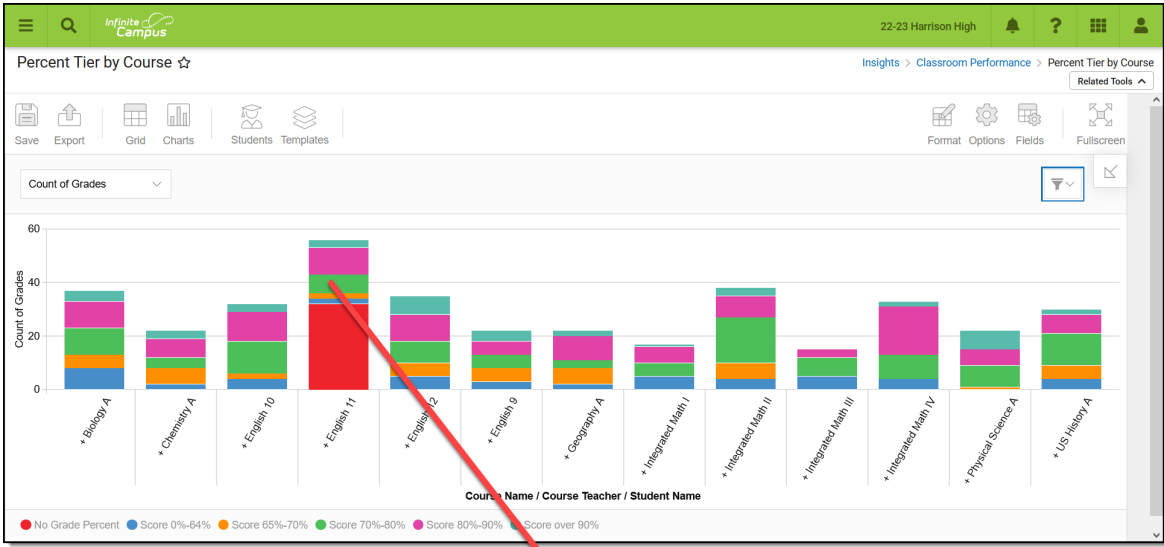 Infinite Campus
22-23 Harrison High
?
Percent Tier by Course
Insights > Classroom Performance > Percent Tier by Course
Related Tools
Save Export Grid Charts Students Templates Format Options Fields Fullscreen
Count of Grades
60
40
20
0
Count of Grades
+ Biology A
+ Chemistry A
+ English 10
+ English 11
+ English 12
+ English 9
+ Geography A
+ Integrated Math I
+ Integrated Math II
+ Integrated Math III
+ Integrated Math IV
+ Physical Science A
+ US History A
Course Name / Course Teacher / Student Name
No Grade Percent Score 0%-64% Score 65%-70% Score 70%-80% Score 80%-90% Score over 90%